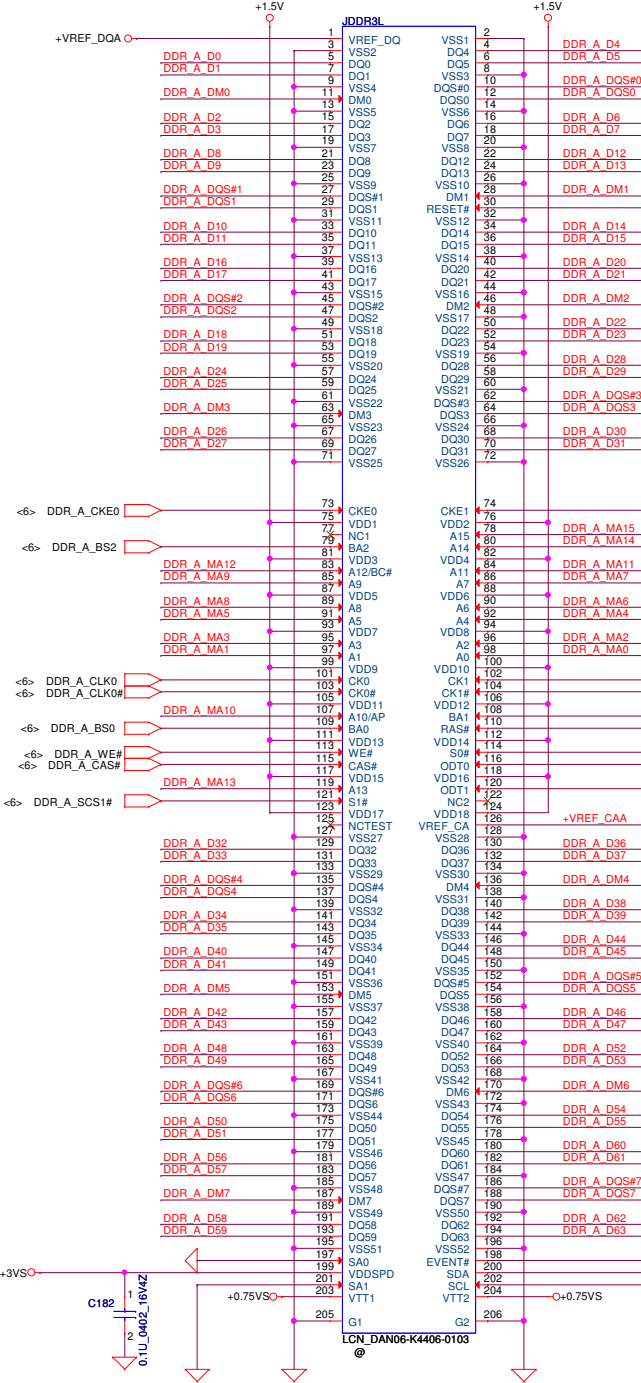 +1.5V +1.5V
JDDR3L
+VREF_DQA 1 VREF_DQ VSS1 2
3 VSS2 DQ4 4 DDR_A_D4
DDR_A_D0 5 DQ0 DQ5 6 DDR_A_D5
DDR_A_D1 7 DQ1 VSS3 8
9 VSS4 DQS#0 10 DDR_A_DQS#0
DDR_A_DM0 11 DM0 DQS0 12 DDR_A_DQS0
13 VSS5 VSS6 14
DDR_A_D2 15 DQ2 DQ6 16 DDR_A_D6
DDR_A_D3 17 DQ3 DQ7 18 DDR_A_D7
19 VSS7 VSS8 20
DDR_A_D8 21 DQ8 DQ12 22 DDR_A_D12
DDR_A_D9 23 DQ9 DQ13 24 DDR_A_D13
25 VSS9 VSS10 26
DDR_A_DQS#1 27 DQS#1 DM1 28 DDR_A_DM1
DDR_A_DQS1 29 DQS1 RESET# 30
31 VSS11 VSS12 32
DDR_A_D10 33 DQ10 DQ14 34 DDR_A_D14
DDR_A_D11 35 DQ11 DQ15 36 DDR_A_D15
37 VSS13 VSS14 38
DDR_A_D16 39 DQ16 DQ20 40 DDR_A_D20
DDR_A_D17 41 DQ17 DQ21 42 DDR_A_D21
43 VSS15 VSS16 44
DDR_A_DQS#2 45 DQS#2 DM2 46 DDR_A_DM2
DDR_A_DQS2 47 DQS2 VSS17 48
49 VSS18 DQ22 50 DDR_A_D22
DDR_A_D18 51 DQ18 DQ23 52 DDR_A_D23
DDR_A_D19 53 DQ19 VSS19 54
55 VSS20 DQ28 56 DDR_A_D28
DDR_A_D24 57 DQ24 DQ29 58 DDR_A_D29
DDR_A_D25 59 DQ25 VSS21 60
61 VSS22 DQS#3 62 DDR_A_DQS#3
DDR_A_DM3 63 DM3 DQS3 64 DDR_A_DQS3
65 VSS23 VSS24 66
DDR_A_D26 67 DQ26 DQ30 68 DDR_A_D30
DDR_A_D27 69 DQ27 DQ31 70 DDR_A_D31
71 VSS25 VSS26 72
<6> DDR_A_CKE0 73 CKE0 CKE1 74
75 VDD1 VDD2 76
77 NC1 A15 78 DDR_A_MA15
<6> DDR_A_BS2 79 BA2 A14 80 DDR_A_MA14
81 VDD3 VDD4 82
DDR_A_MA12 83 A12/BC# A11 84 DDR_A_MA11
DDR_A_MA9 85 A9 A7 86 DDR_A_MA7
87 VDD5 VDD6 88
DDR_A_MA8 89 A8 A6 90 DDR_A_MA6
DDR_A_MA5 91 A5 A4 92 DDR_A_MA4
93 VDD7 VDD8 94
DDR_A_MA3 95 A3 A2 96 DDR_A_MA2
DDR_A_MA1 97 A1 A0 98 DDR_A_MA0
99 VDD9 VDD10 100
<6> DDR_A_CLK0 101 CK0 CK1 102
<6> DDR_A_CLK0# 103 CK0# CK1# 104
105 VDD11 VDD12 106
DDR_A_MA10 107 A10/AP BA1 108
<6> DDR_A_BS0 109 BA0 RAS# 110
111 VDD13 VDD14 112
<6> DDR_A_WE# 113 WE# S0# 114
<6> DDR_A_CAS# 115 CAS# ODT0 116
117 VDD15 VDD16 118
DDR_A_MA13 119 A13 ODT1 120
<6> DDR_A_SCS1# 121 S1# NC2 122
123 VDD17 VDD18 124
125 NCTEST VREF_CA 126 +VREF_CAA
127 VSS27 VSS28 128
DDR_A_D32 129 DQ32 DQ36 130 DDR_A_D36
DDR_A_D33 131 DQ33 DQ37 132 DDR_A_D37
133 VSS29 VSS30 134
DDR_A_DQS#4 135 DQS#4 DM4 136 DDR_A_DM4
DDR_A_DQS4 137 DQS4 VSS31 138
139 VSS32 DQ38 140 DDR_A_D38
DDR_A_D34 141 DQ34 DQ39 142 DDR_A_D39
DDR_A_D35 143 DQ35 VSS33 144
145 VSS34 DQ44 146 DDR_A_D44
DDR_A_D40 147 DQ40 DQ45 148 DDR_A_D45
DDR_A_D41 149 DQ41 VSS35 150
151 VSS36 DQS#5 152 DDR_A_DQS#5
DDR_A_DM5 153 DM5 DQS5 154 DDR_A_DQS5
155 VSS37 VSS38 156
DDR_A_D42 157 DQ42 DQ46 158 DDR_A_D46
DDR_A_D43 159 DQ43 DQ47 160 DDR_A_D47
161 VSS39 VSS40 162
DDR_A_D48 163 DQ48 DQ52 164 DDR_A_D52
DDR_A_D49 165 DQ49 DQ53 166 DDR_A_D53
167 VSS41 VSS42 168
DDR_A_DQS#6 169 DQS#6 DM6 170 DDR_A_DM6
DDR_A_DQS6 171 DQS6 VSS43 172
173 VSS44 DQ54 174 DDR_A_D54
DDR_A_D50 175 DQ50 DQ55 176 DDR_A_D55
DDR_A_D51 177 DQ51 VSS45 178
179 VSS46 DQ60 180 DDR_A_D60
DDR_A_D56 181 DQ56 DQ61 182 DDR_A_D61
DDR_A_D57 183 DQ57 VSS47 184
185 VSS48 DQS#7 186 DDR_A_DQS#7
DDR_A_DM7 187 DM7 DQS7 188 DDR_A_DQS7
189 VSS49 VSS50 190
DDR_A_D58 191 DQ58 DQ62 192 DDR_A_D62
DDR_A_D59 193 DQ59 DQ63 194 DDR_A_D63
195 VSS51 VSS52 196
197 SA0 EVENT# 198
+3VS 199 VDDSPD SDA 200
201 SA1 SCL 202
+0.75VS 203 VTT1 VTT2 204 +0.75VS
205 G1 G2 206
1
C182
2
0.1U_0402_16V4Z
LCN_DAN06-K4406-0103
@